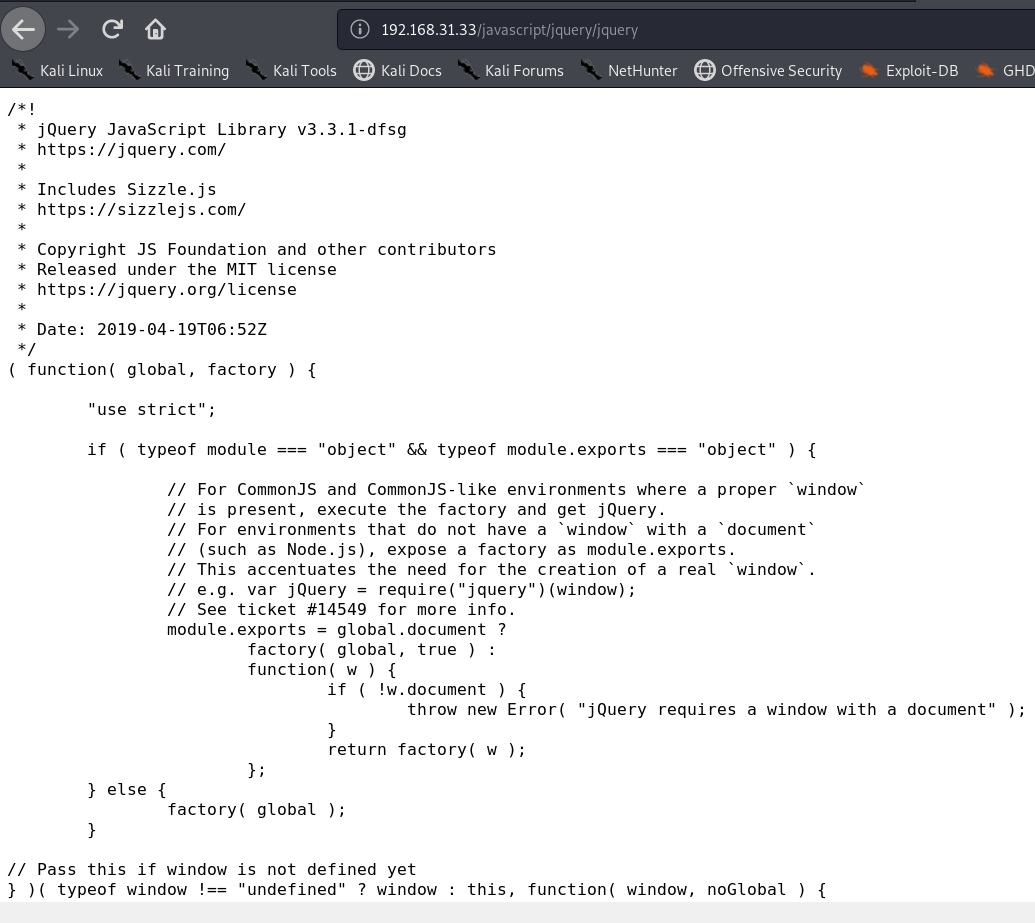 192.168.31.33/javascript/jquery/jquery
Kali Linux Kali Training Kali Tools Kali Docs Kali Forums NetHunter Offensive Security Exploit-DB GHD
/*!
 * jQuery JavaScript Library v3.3.1-dfsg
 * https://jquery.com/
 *
 * Includes Sizzle.js
 * https://sizzlejs.com/
 *
 * Copyright JS Foundation and other contributors
 * Released under the MIT license
 * https://jquery.org/license
 *
 * Date: 2019-04-19T06:52Z
 */
( function( global, factory ) {
        "use strict";
        if ( typeof module === "object" && typeof module.exports === "object" ) {
                // For CommonJS and CommonJS-like environments where a proper `window`
                // is present, execute the factory and get jQuery.
                // For environments that do not have a `window` with a `document`
                // (such as Node.js), expose a factory as module.exports.
                // This accentuates the need for the creation of a real `window`.
                // e.g. var jQuery = require("jquery")(window);
                // See ticket #14549 for more info.
                module.exports = global.document ?
                        factory( global, true ) :
                        function( w ) {
                                if ( !w.document ) {
                                        throw new Error( "jQuery requires a window with a document" );
                                }
                                return factory( w );
                        };
        } else {
                factory( global );
        }
// Pass this if window is not defined yet
} )( typeof window !== "undefined" ? window : this, function( window, noGlobal ) {